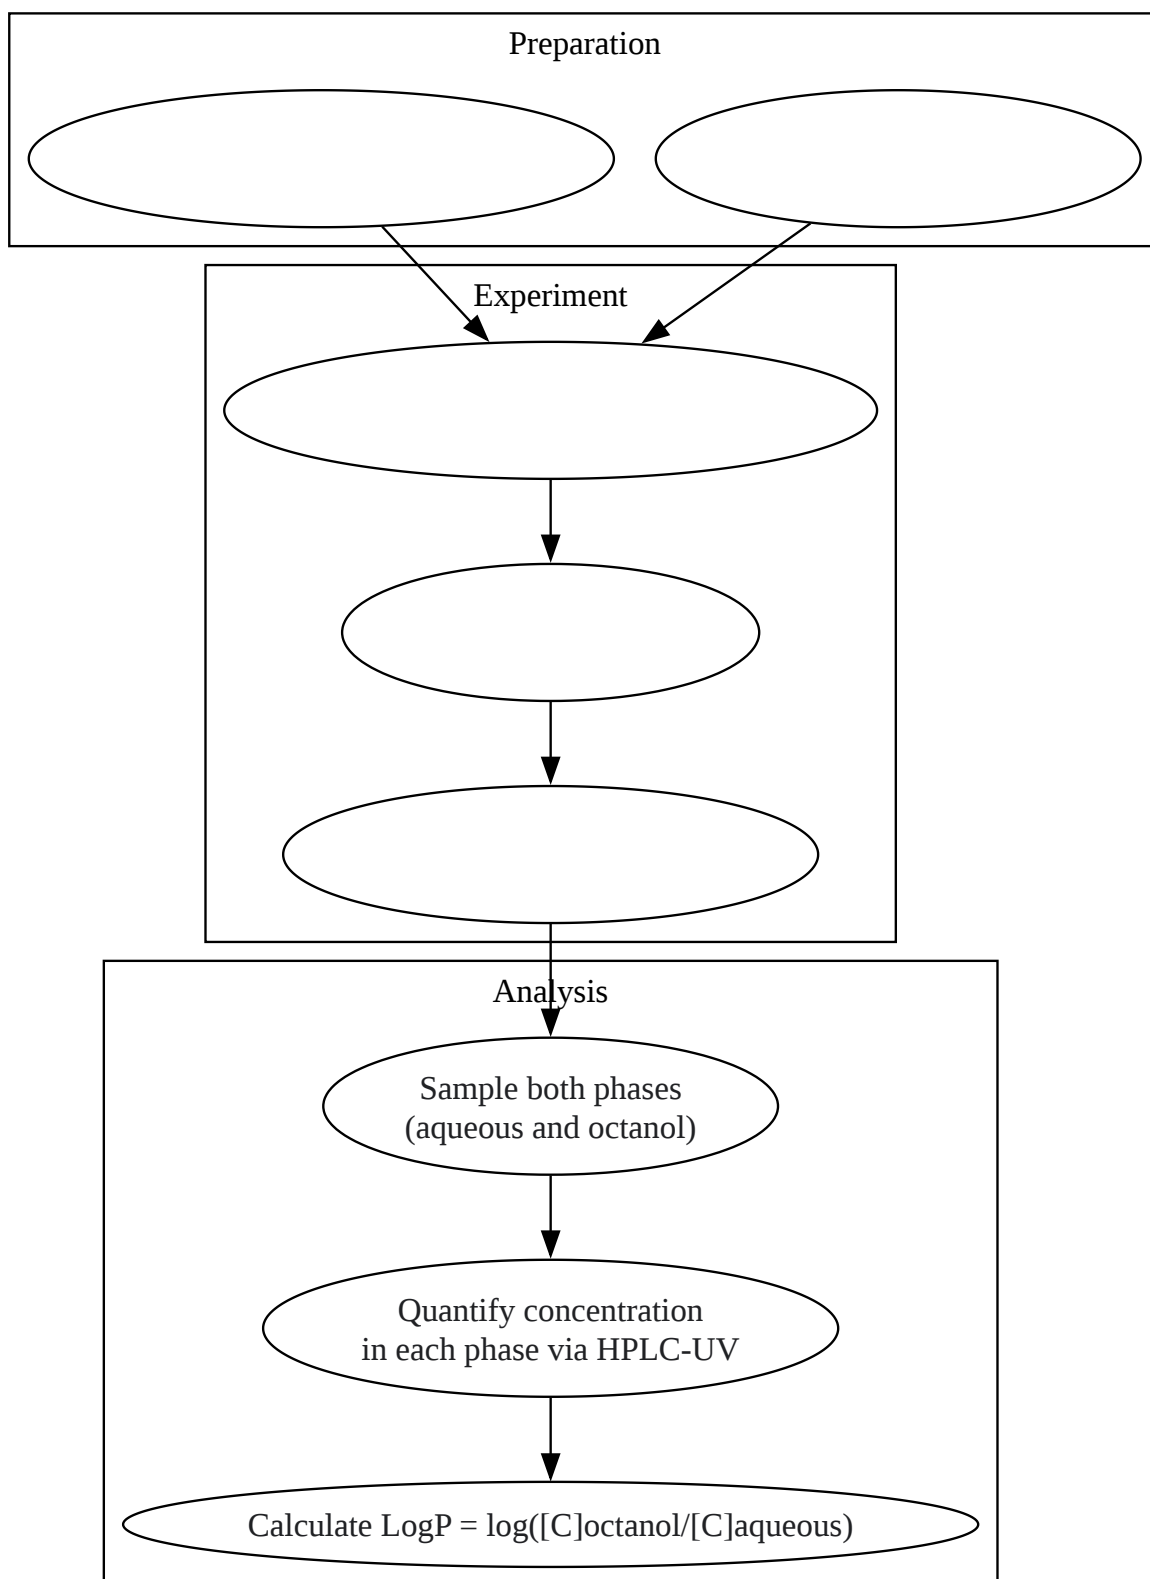 Preparation
Experiment
Analysis
Sample both phases
(aqueous and octanol)
Quantify concentration
in each phase via HPLC-UV
Calculate LogP = log([C]octanol/[C]aqueous)